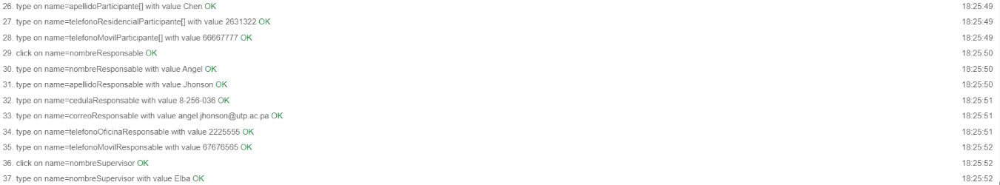 26. type on name=apellidoParticipante[] with value Chen OK 18:25:49
27. type on name=telefonoResidencialParticipante[] with value 2631322 OK 18:25:49
28. type on name=telefonoMovilParticipante[] with value 66667777 OK 18:25:49
29. click on name=nombreResponsable OK 18:25:50
30. type on name=nombreResponsable with value Angel OK 18:25:50
31. type on name=apellidoResponsable with value Jhonson OK 18:25:50
32. type on name=cedulaResponsable with value 8-256-036 OK 18:25:51
33. type on name=correoResponsable with value angel.jhonson@utp.ac.pa OK 18:25:51
34. type on name=telefonoOficinaResponsable with value 2225555 OK 18:25:51
35. type on name=telefonoMovilResponsable with value 67676565 OK 18:25:52
36. click on name=nombreSupervisor OK 18:25:52
37. type on name=nombreSupervisor with value Elba OK 18:25:52